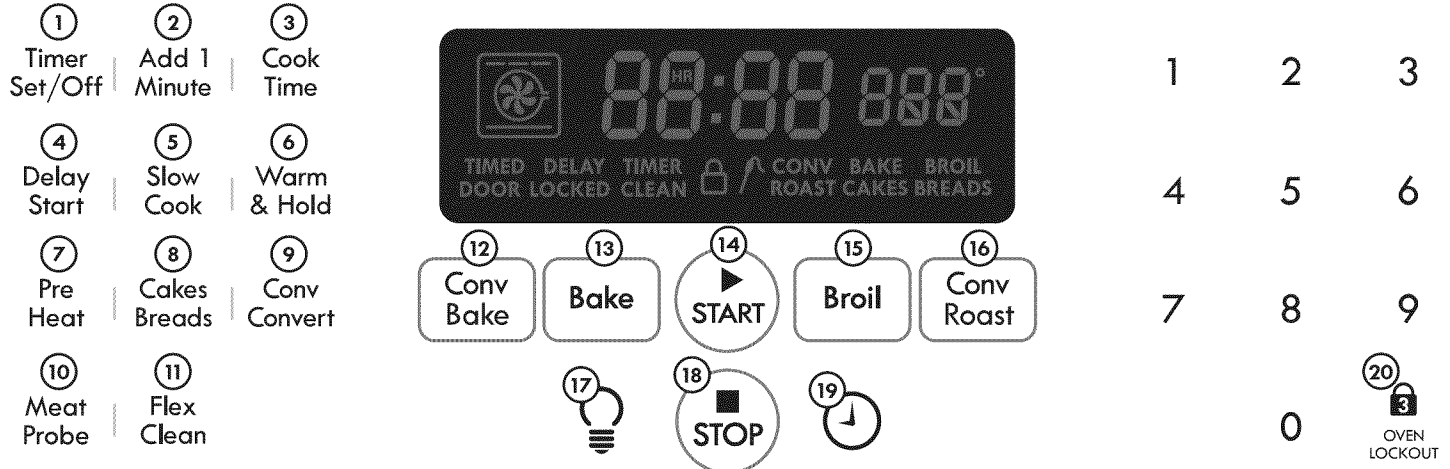 1 2 3
Timer Add 1 Cook
Set/Off Minute Time
4 5 6
Delay Slow Warm
Start Cook & Hold
7 8 9
Pre Cakes Conv
Heat Breads Convert
10 11
Meat Flex
Probe Clean
88:88 888°
HR
TIMED DELAY TIMER CONV BAKE BROIL
DOOR LOCKED CLEAN ROAST CAKES BREADS
12 13 14 15 16
Conv Bake START Broil Conv
Bake Roast
17 18 19
STOP
1 2 3
4 5 6
7 8 9
20
0 3
OVEN
LOCKOUT